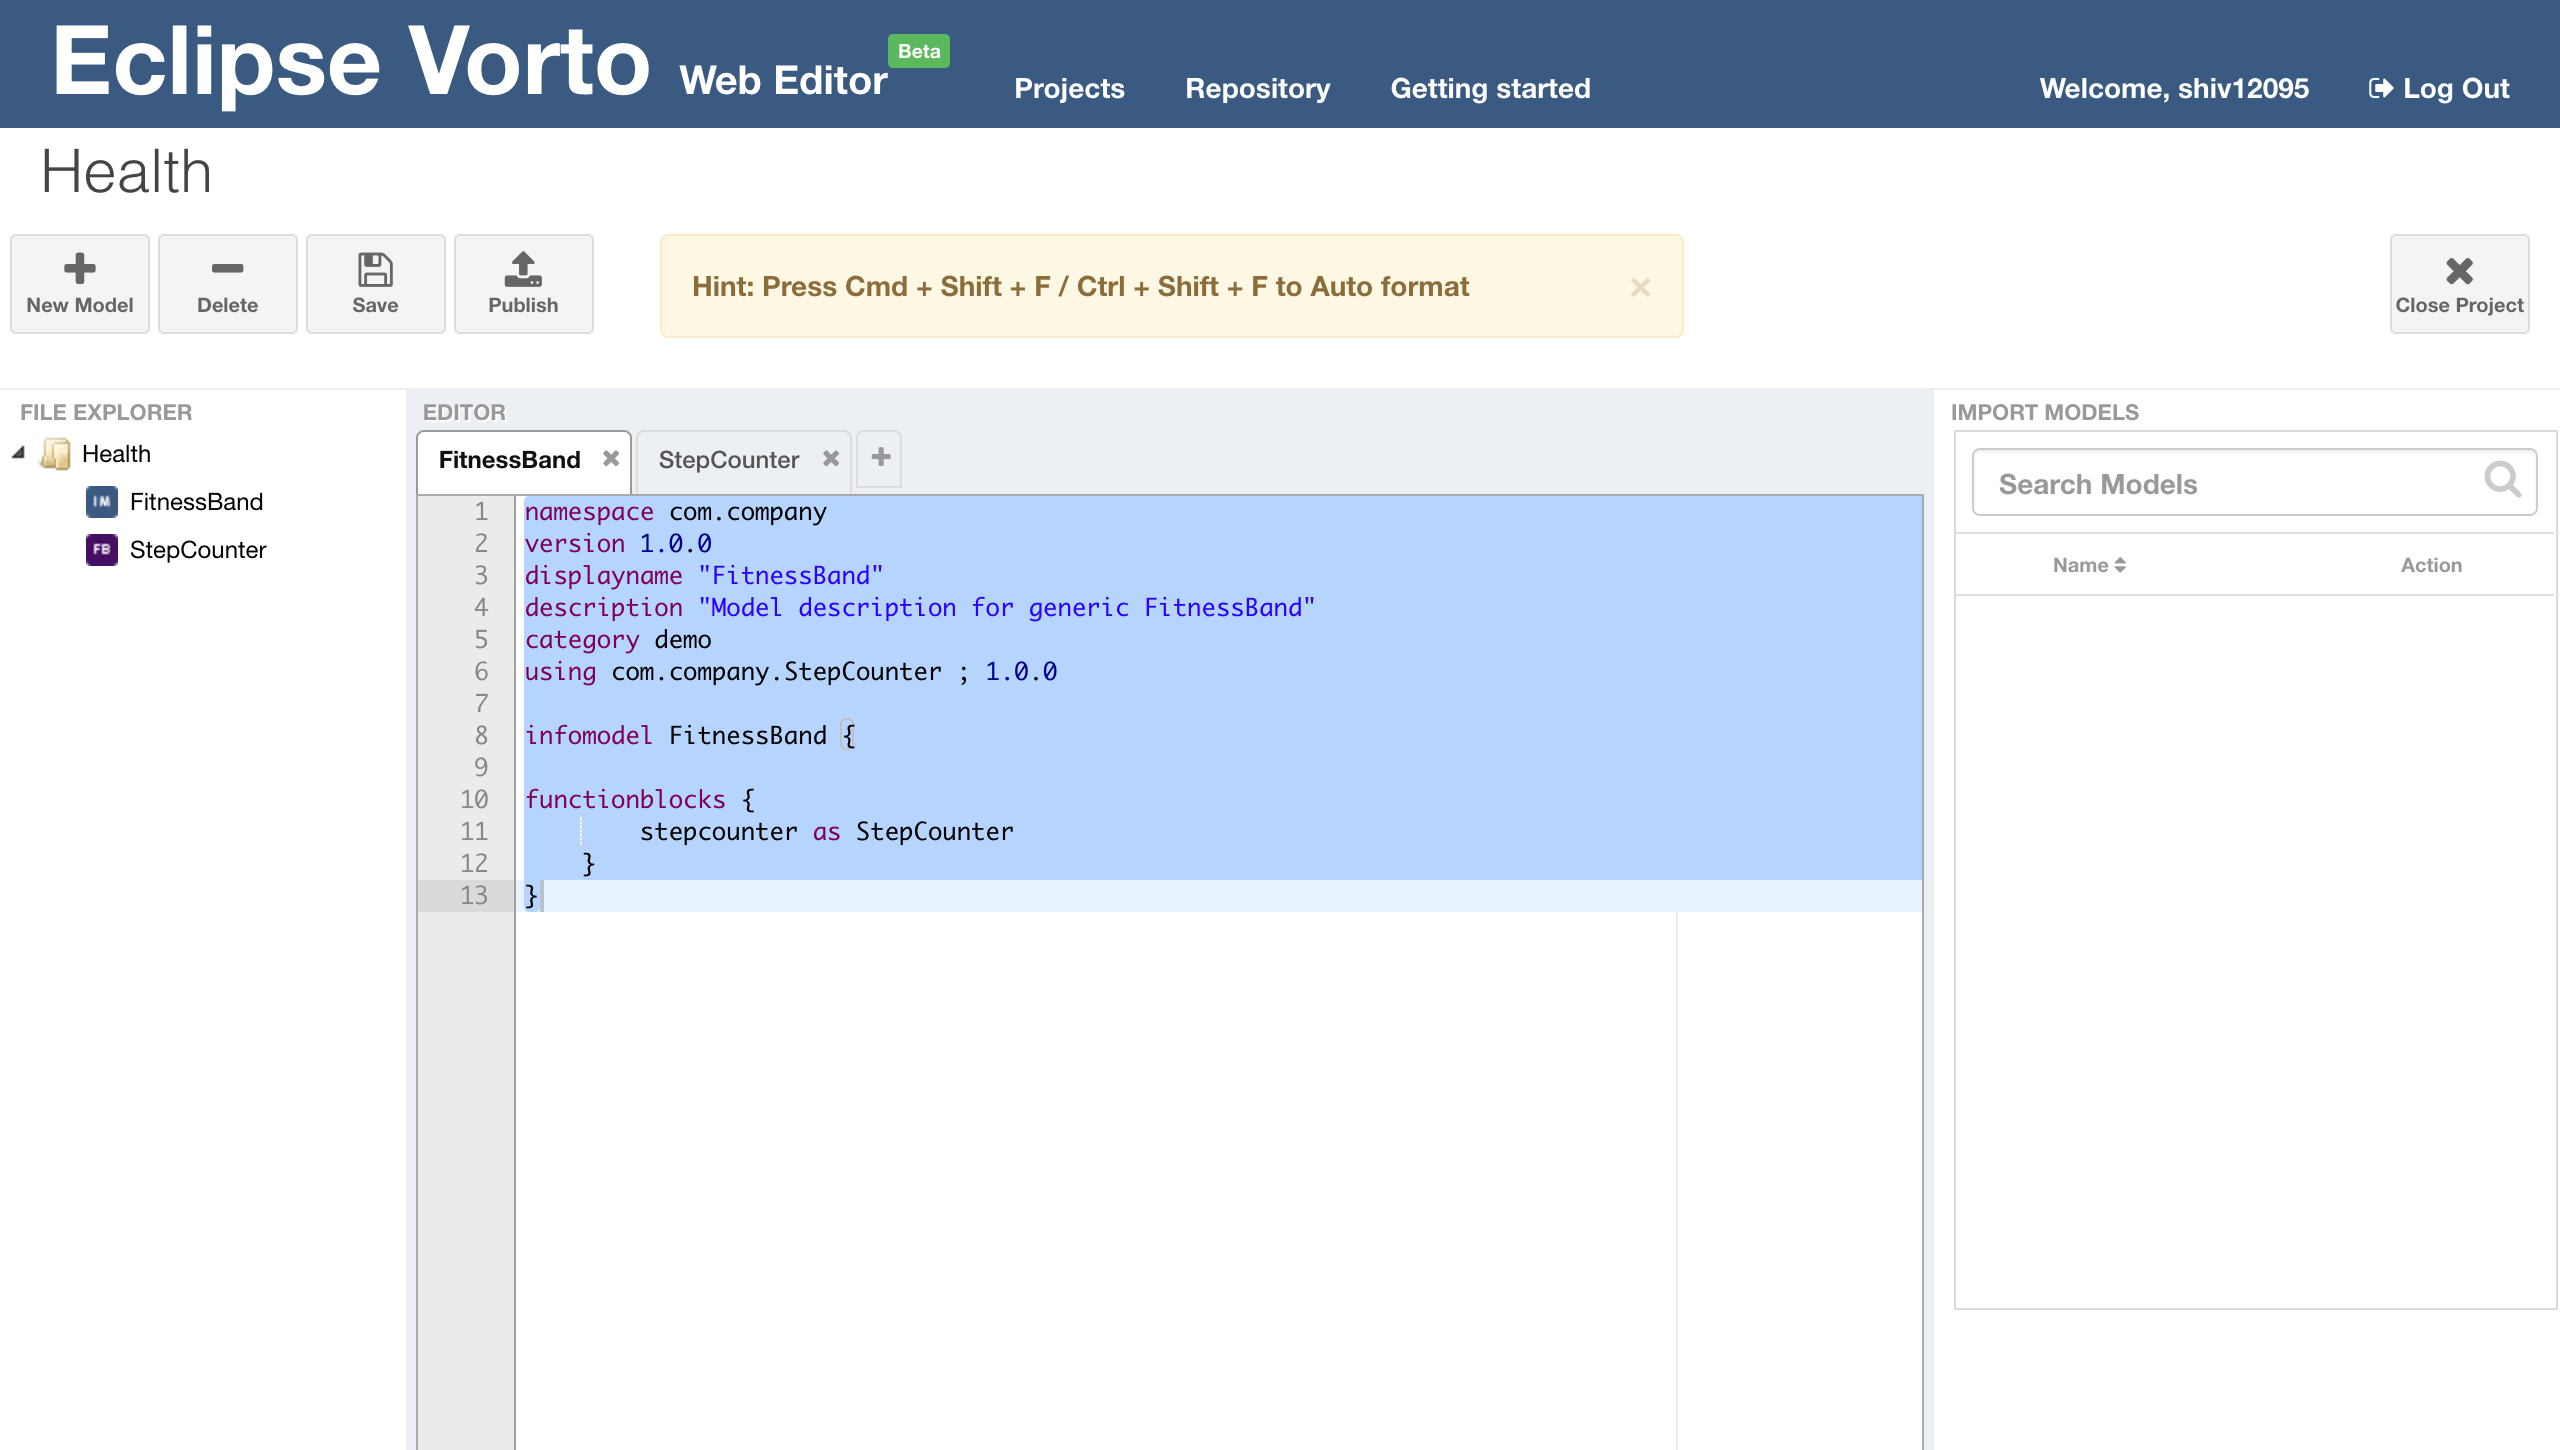 Eclipse Vorto Web Editor Beta
Projects Repository Getting started
Welcome, shiv12095 Log Out
Health
New Model Delete Save Publish
Hint: Press Cmd + Shift + F / Ctrl + Shift + F to Auto format ×
Close Project
FILE EXPLORER
Health
IM FitnessBand
FB StepCounter
EDITOR
FitnessBand StepCounter
1 namespace com.company
2 version 1.0.0
3 displayname "FitnessBand"
4 description "Model description for generic FitnessBand"
5 category demo
6 using com.company.StepCounter ; 1.0.0
7
8 infomodel FitnessBand {
9
10 functionblocks {
11 stepcounter as StepCounter
12 }
13 }
IMPORT MODELS
Search Models
Name Action